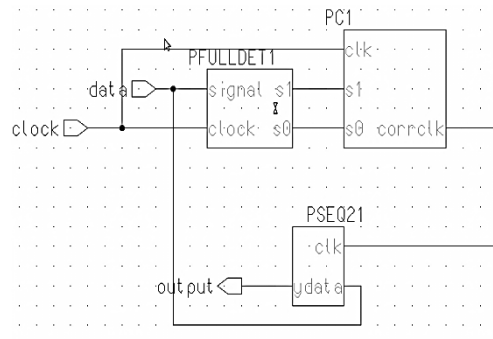 PC1
clk
PFULLDET1
data signal s1 s1
clock clock s0 s0 corrclk
PSEQ21
clk
output ydata